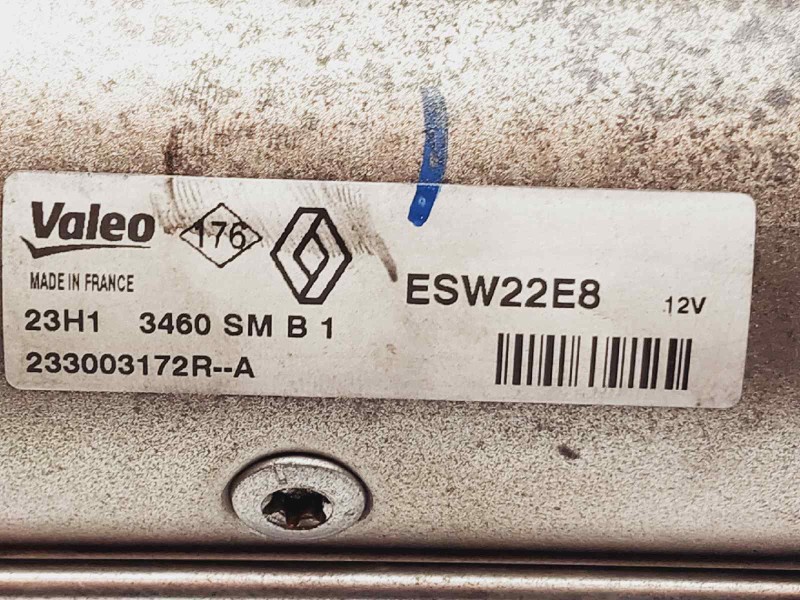 Valeo 176
MADE IN FRANCE
ESW22E8 12V
23H1 3460 SM B 1
233003172R--A